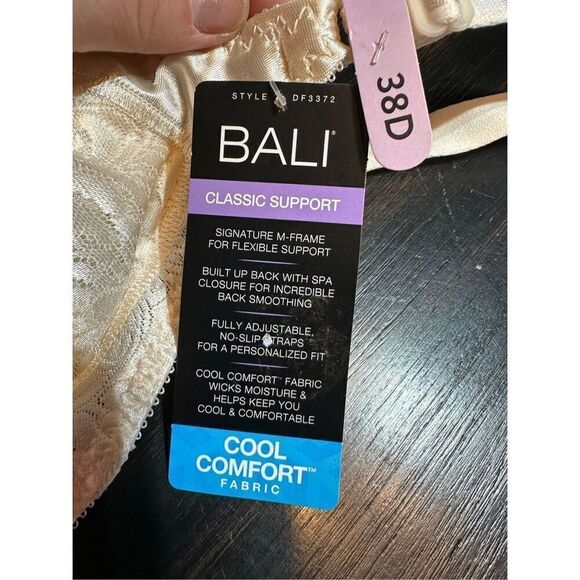 STYLE DF3372
38D
BALI®
CLASSIC SUPPORT
SIGNATURE M-FRAME
FOR FLEXIBLE SUPPORT
BUILT UP BACK WITH SPA
CLOSURE FOR INCREDIBLE
BACK SMOOTHING
FULLY ADJUSTABLE,
NO-SLIP STRAPS
FOR A PERSONALIZED FIT
COOL COMFORT™ FABRIC
WICKS MOISTURE &
HELPS KEEP YOU
COOL & COMFORTABLE
COOL
COMFORT™
FABRIC